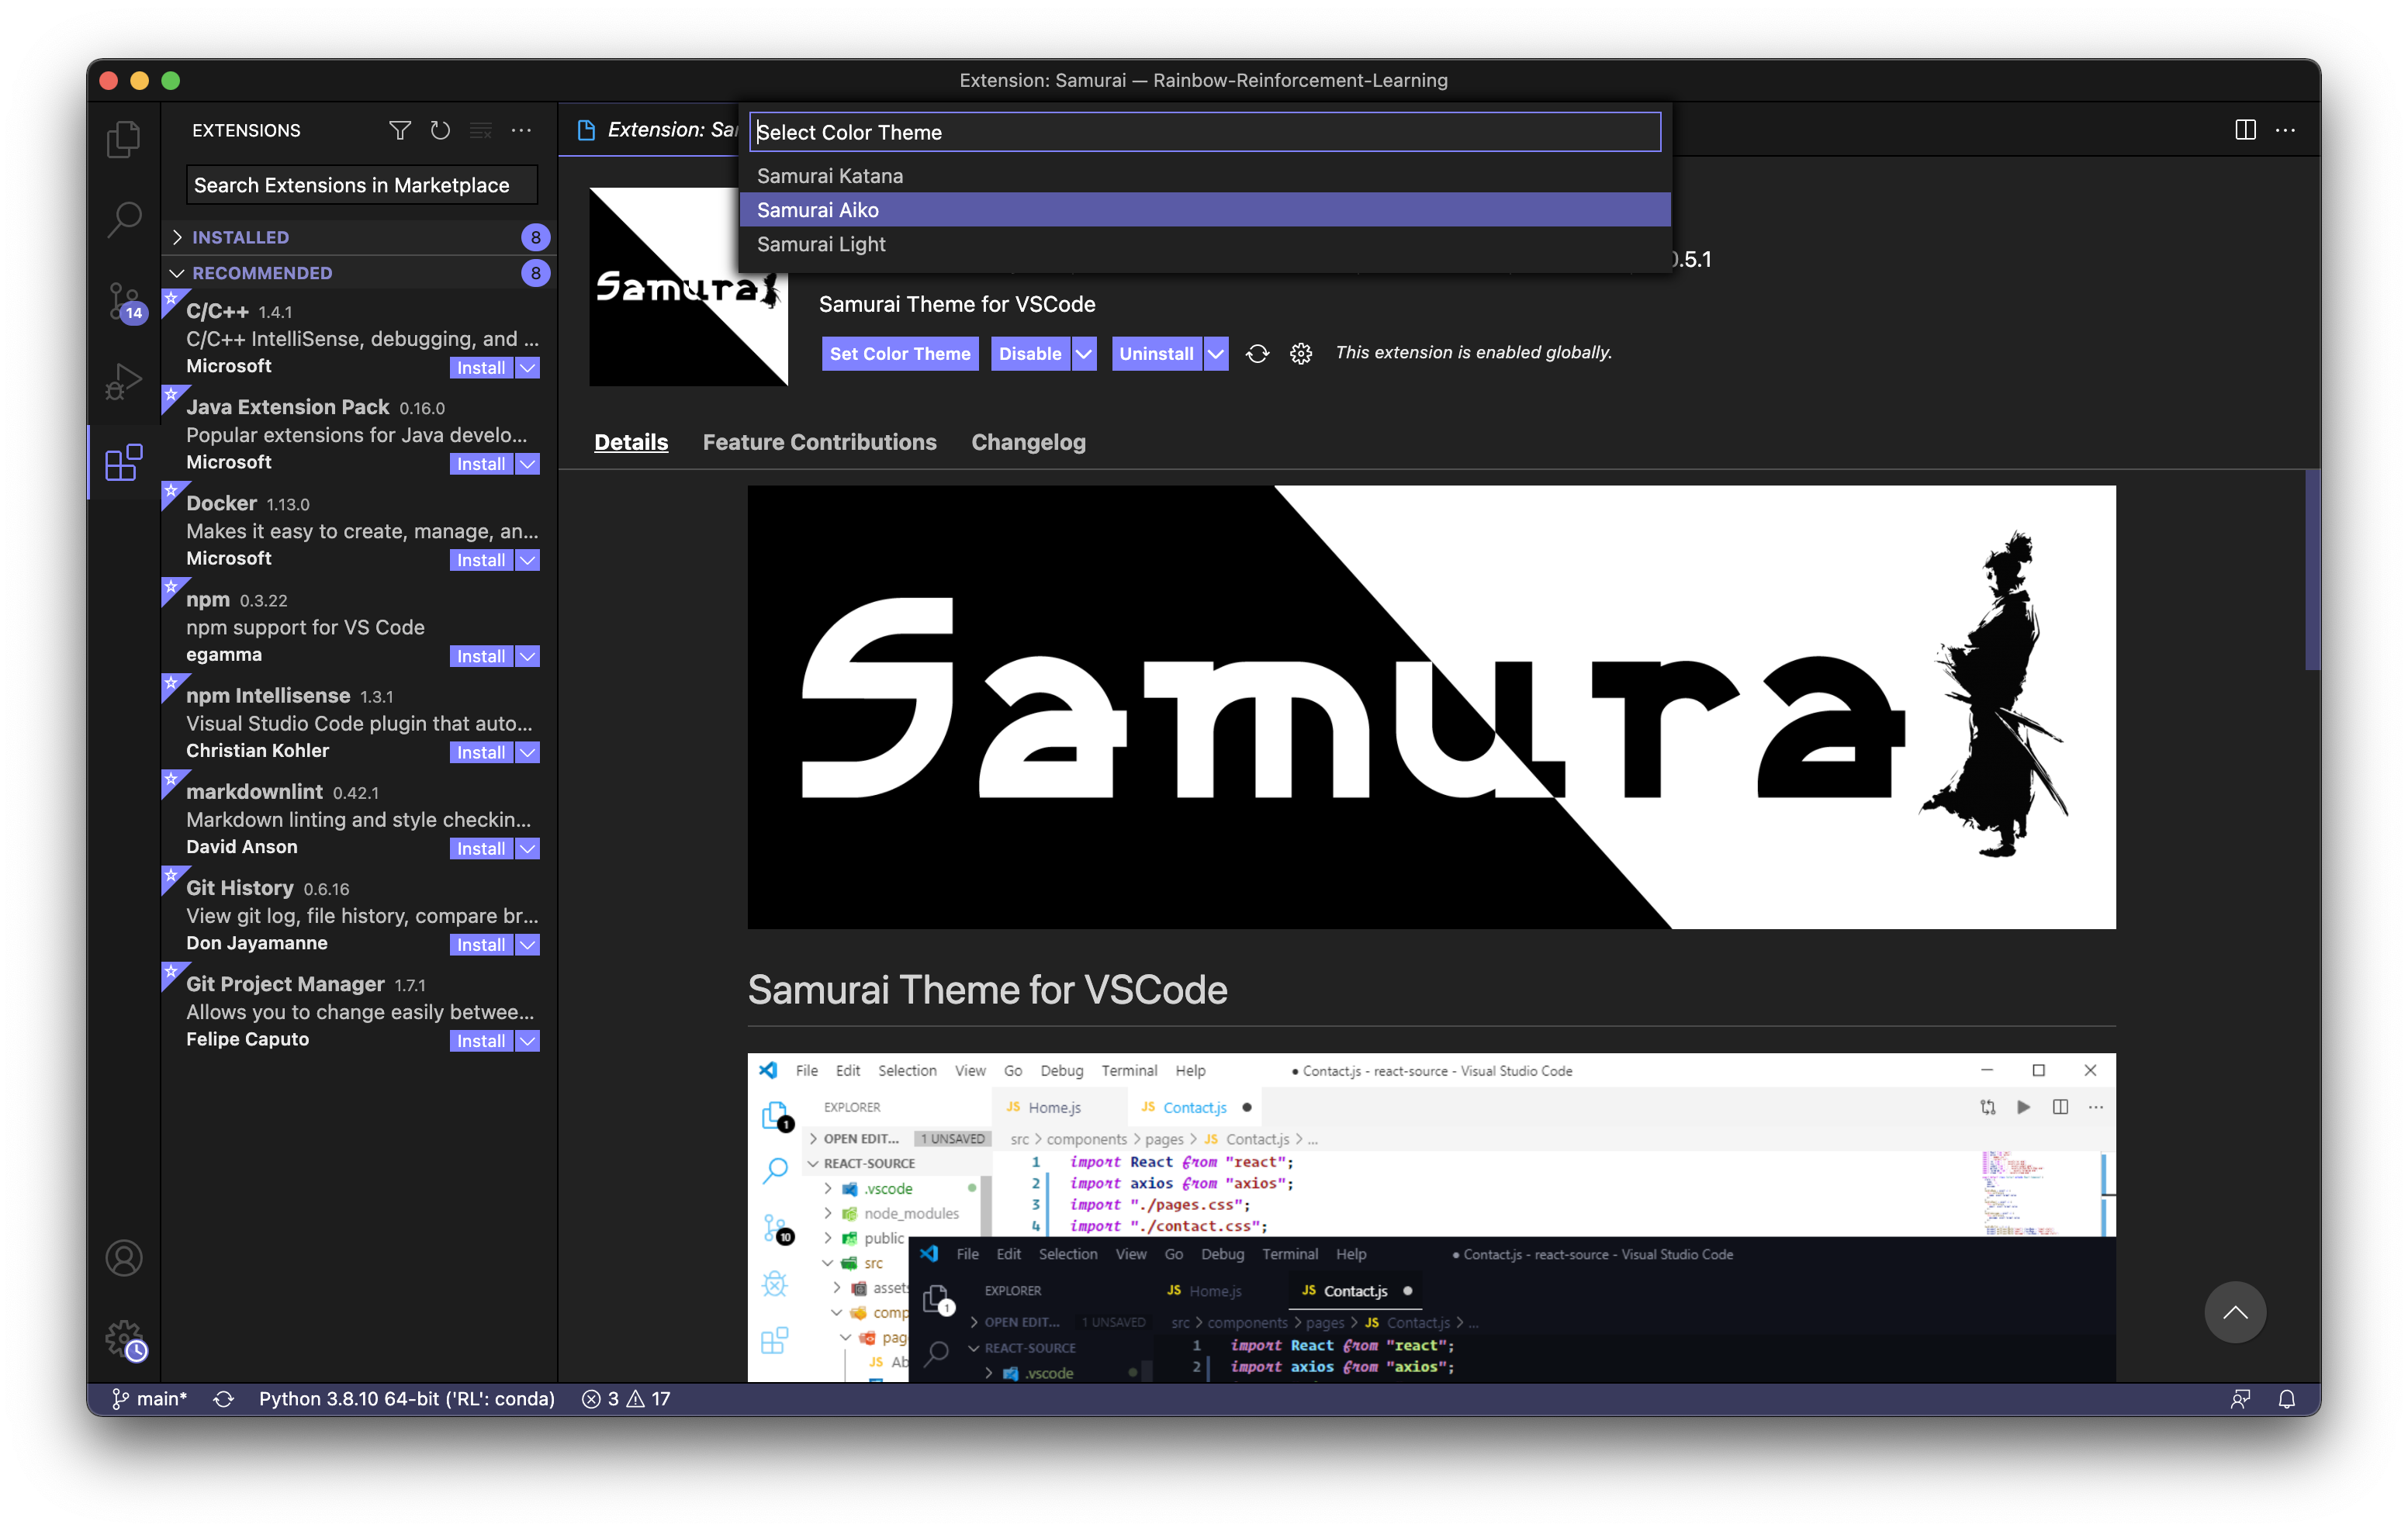 Extension: Samurai — Rainbow-Reinforcement-Learning
EXTENSIONS
Search Extensions in Marketplace
INSTALLED 8
RECOMMENDED 8
14
C/C++ 1.4.1
C/C++ IntelliSense, debugging, and ...
Microsoft Install
Java Extension Pack 0.16.0
Popular extensions for Java develo...
Microsoft Install
Docker 1.13.0
Makes it easy to create, manage, an...
Microsoft Install
npm 0.3.22
npm support for VS Code
egamma Install
npm Intellisense 1.3.1
Visual Studio Code plugin that auto...
Christian Kohler Install
markdownlint 0.42.1
Markdown linting and style checkin...
David Anson Install
Git History 0.6.16
View git log, file history, compare br...
Don Jayamanne Install
Git Project Manager 1.7.1
Allows you to change easily betwee...
Felipe Caputo Install
Extension: Sa
Select Color Theme
Samurai Katana
Samurai Aiko
Samurai Light
.5.1
Samurai
Samurai Theme for VSCode
Set Color Theme Disable Uninstall This extension is enabled globally.
Details Feature Contributions Changelog
Samurai
Samurai Theme for VSCode
File Edit Selection View Go Debug Terminal Help • Contact.js - react-source - Visual Studio Code
EXPLORER JS Home.js JS Contact.js
1
OPEN EDIT... 1 UNSAVED src > components > pages > JS Contact.js > ...
REACT-SOURCE 1 import React from "react";
.vscode 2 import axios from "axios";
node_modules 3 import "./pages.css";
public 4 import "./contact.css";
10
src
assets
comp
pag
JS Ab
File Edit Selection View Go Debug Terminal Help • Contact.js - react-source - Visual Studio Code
EXPLORER JS Home.js JS Contact.js
1
OPEN EDIT... 1 UNSAVED src > components > pages > JS Contact.js > ...
REACT-SOURCE 1 import React from "react";
.vscode 2 import axios from "axios";
main* Python 3.8.10 64-bit ('RL': conda) 3 17